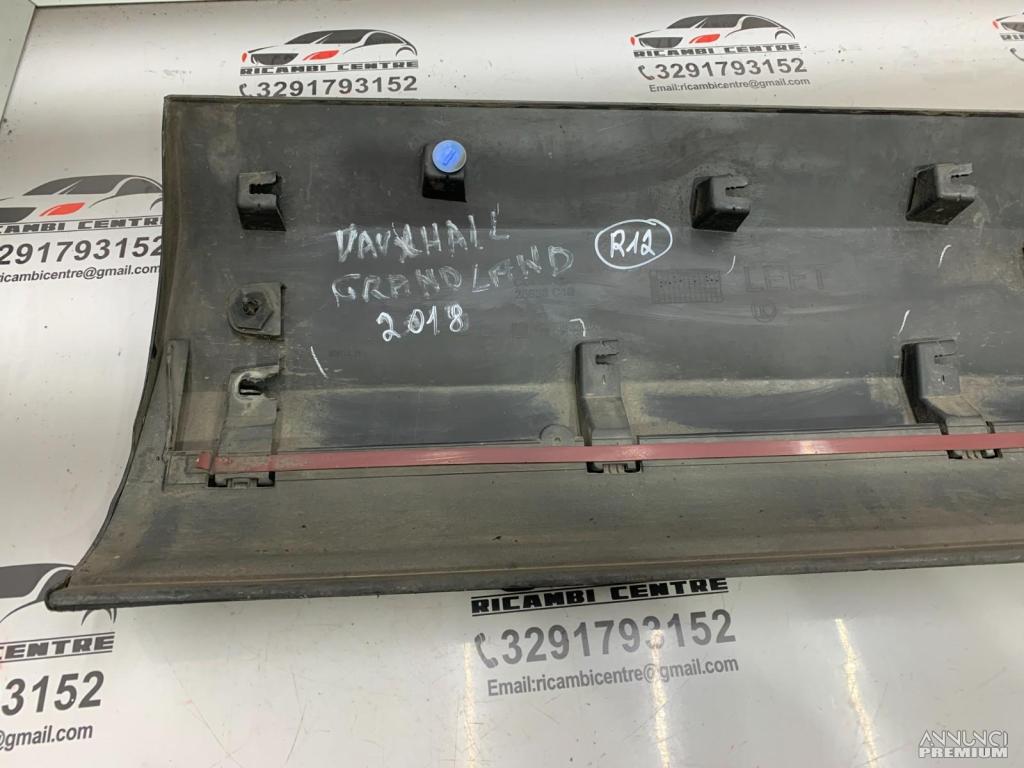 RICAMBI CENTRE
3291793152
RICAMBI CENTRE
3291793152
Email:ricambicentre@gmail.com
RICAMBI CENTRE
3291793152
Email:ricambicentre@gmail.com
VAUXHALL
GRANDLAND
2018
R12
LEFT
RICAMBI CENTRE
3291793152
Email:ricambicentre@gmail.com
ENTRE
3152
@gmail.com
ANNUNCI
PREMIUM